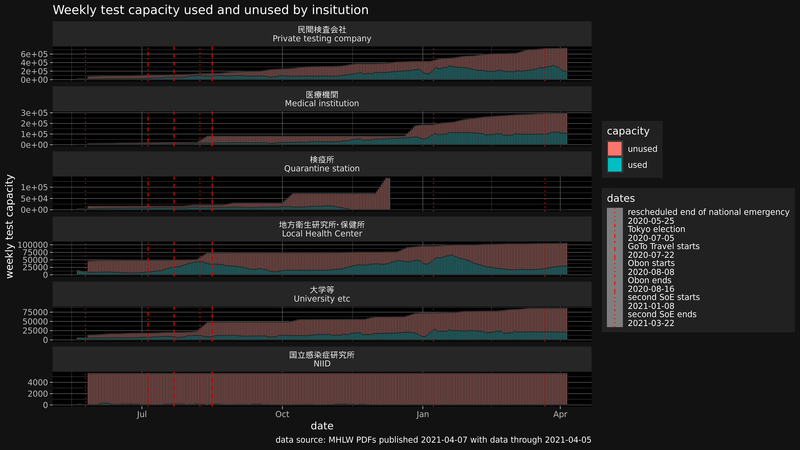 Weekly test capacity used and unused by insitution
民間検査会社
Private testing company
6e+05
4e+05
2e+05
0e+00
医療機関
Medical institution
3e+05
2e+05
1e+05
0e+00
検疫所
Quarantine station
1e+05
5e+04
0e+00
地方衛生研究所･保健所
Local Health Center
100000
75000
50000
25000
0
大学等
University etc
75000
50000
25000
0
国立感染症研究所
NIID
4000
2000
0
weekly test capacity
Jul
Oct
Jan
Apr
date
data source: MHLW PDFs published 2021-04-07 with data through 2021-04-05
capacity
unused
used
dates
rescheduled end of national emergency
2020-05-25
Tokyo election
2020-07-05
GoTo Travel starts
2020-07-22
Obon starts
2020-08-08
Obon ends
2020-08-16
second SoE starts
2021-01-08
second SoE ends
2021-03-22